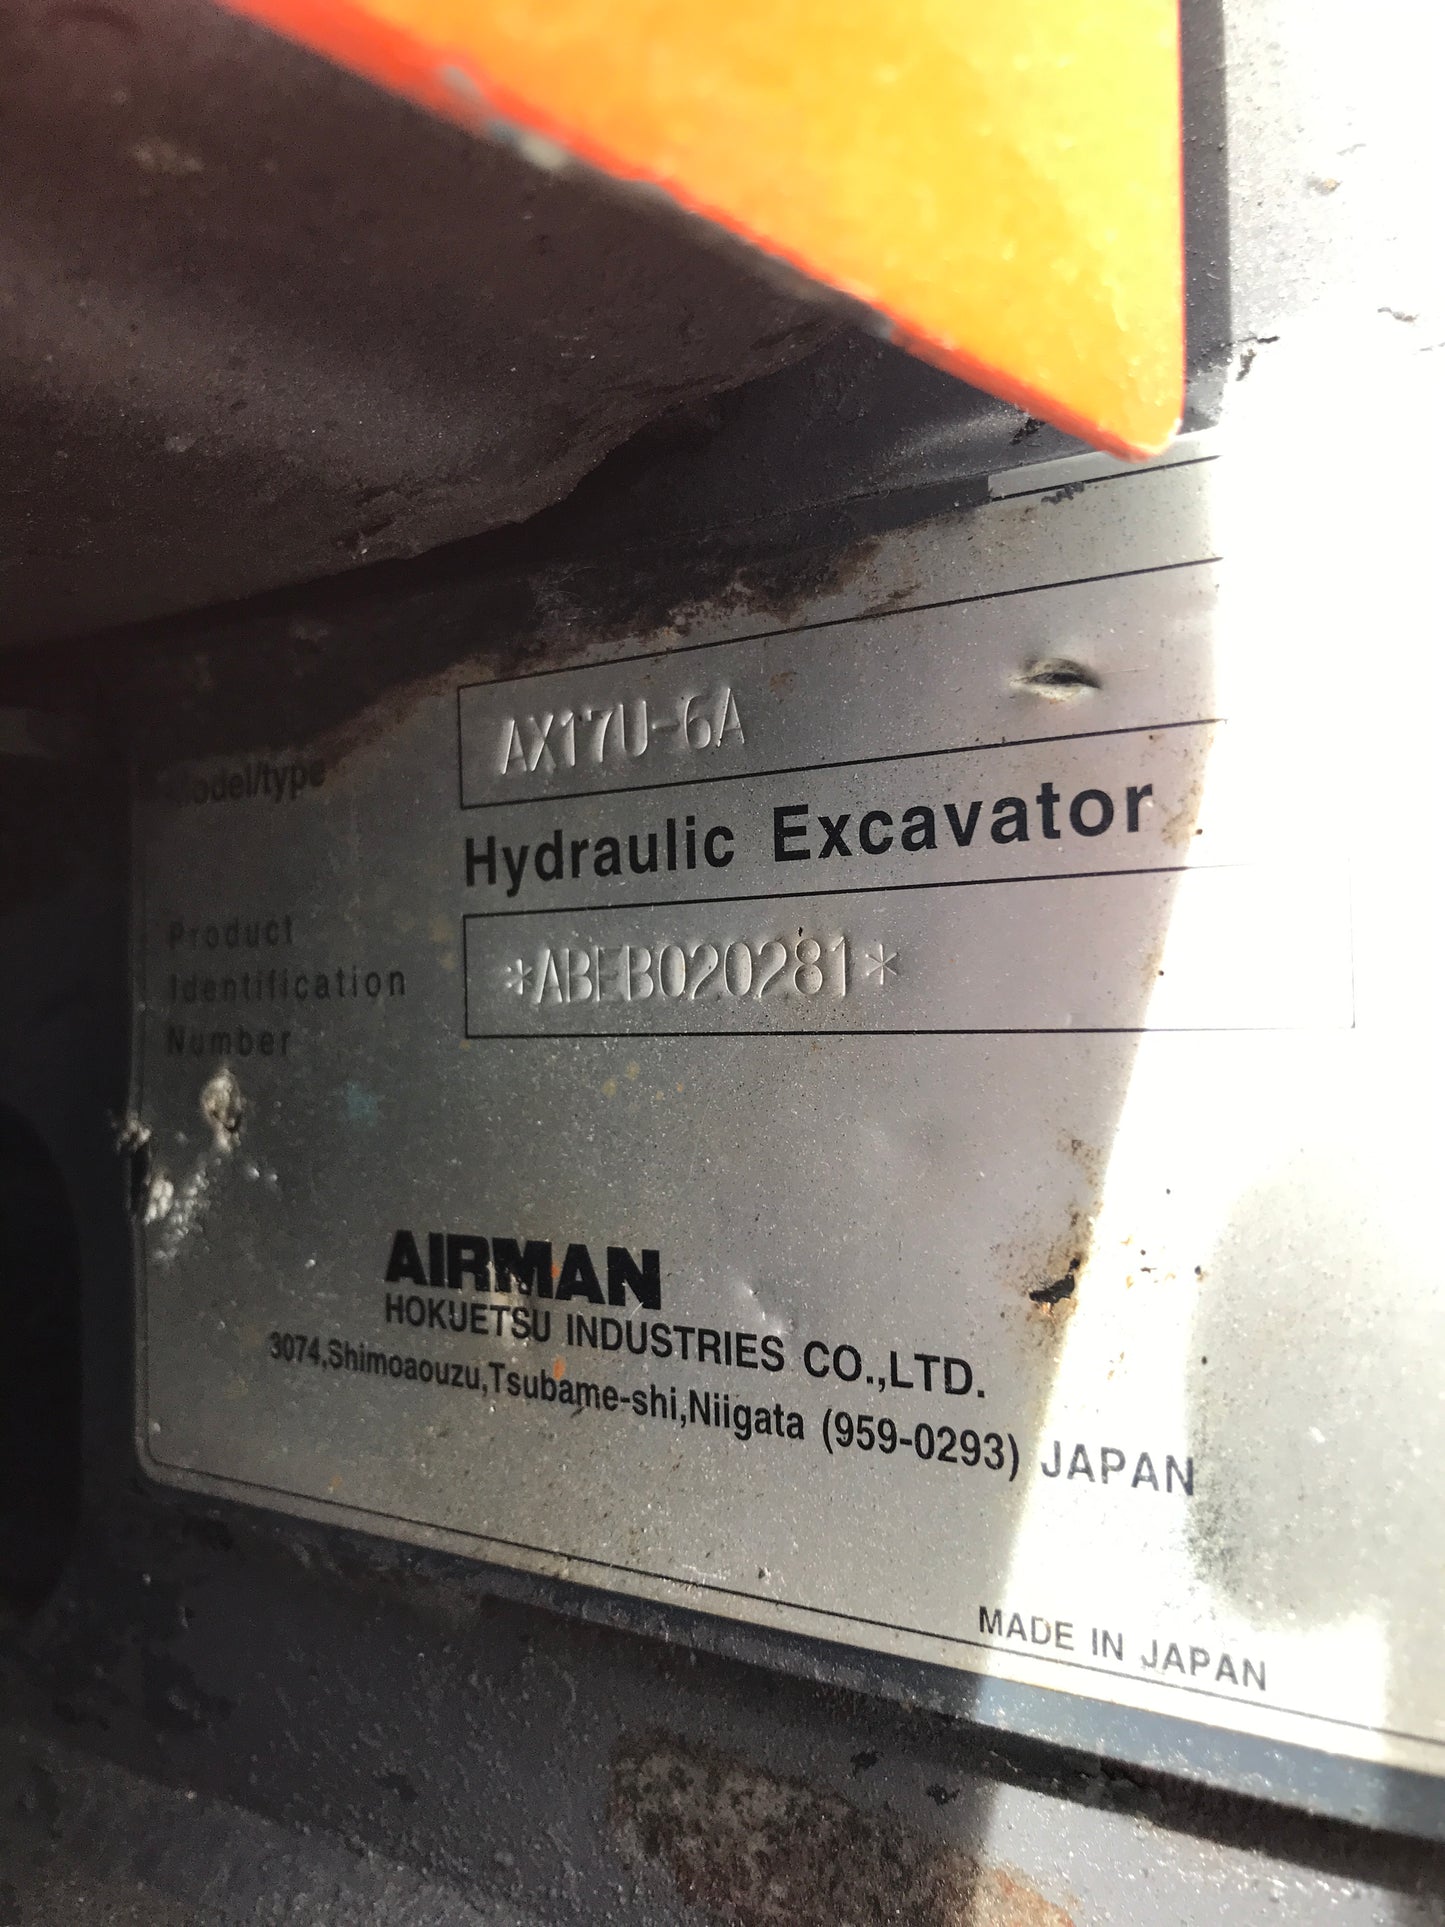 Model/type
AX17U-6A
Hydraulic Excavator
Product
Identification
Number
*ABEB020281*
AIRMAN
HOKUETSU INDUSTRIES CO.,LTD.
3074,Shimoaouzu,Tsubame-shi,Niigata (959-0293) JAPAN
MADE IN JAPAN